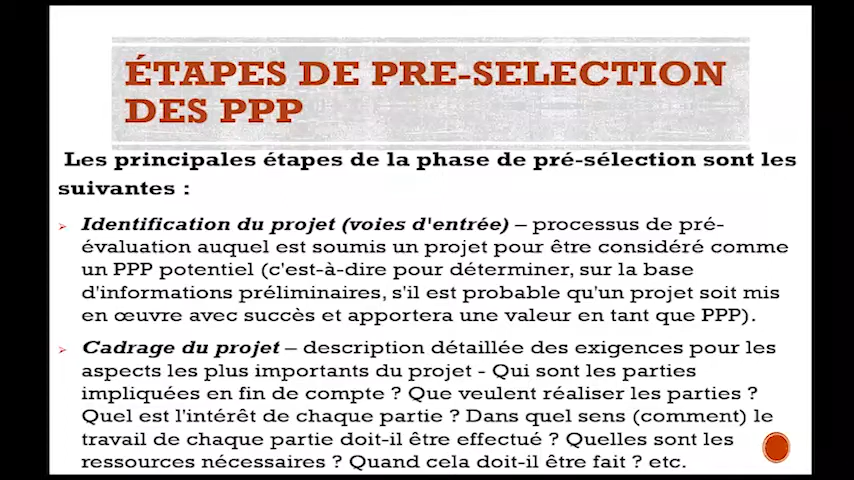 ÉTAPES DE PRE-SELECTION
DES PPP
Les principales étapes de la phase de pré-sélection sont les
suivantes :
➢ Identification du projet (voies d'entrée) – processus de pré-
évaluation auquel est soumis un projet pour être considéré comme
un PPP potentiel (c'est-à-dire pour déterminer, sur la base
d'informations préliminaires, s'il est probable qu'un projet soit mis
en œuvre avec succès et apportera une valeur en tant que PPP).
➢ Cadrage du projet – description détaillée des exigences pour les
aspects les plus importants du projet - Qui sont les parties
impliquées en fin de compte ? Que veulent réaliser les parties ?
Quel est l'intérêt de chaque partie ? Dans quel sens (comment) le
travail de chaque partie doit-il être effectué ? Quelles sont les
ressources nécessaires ? Quand cela doit-il être fait ? etc.